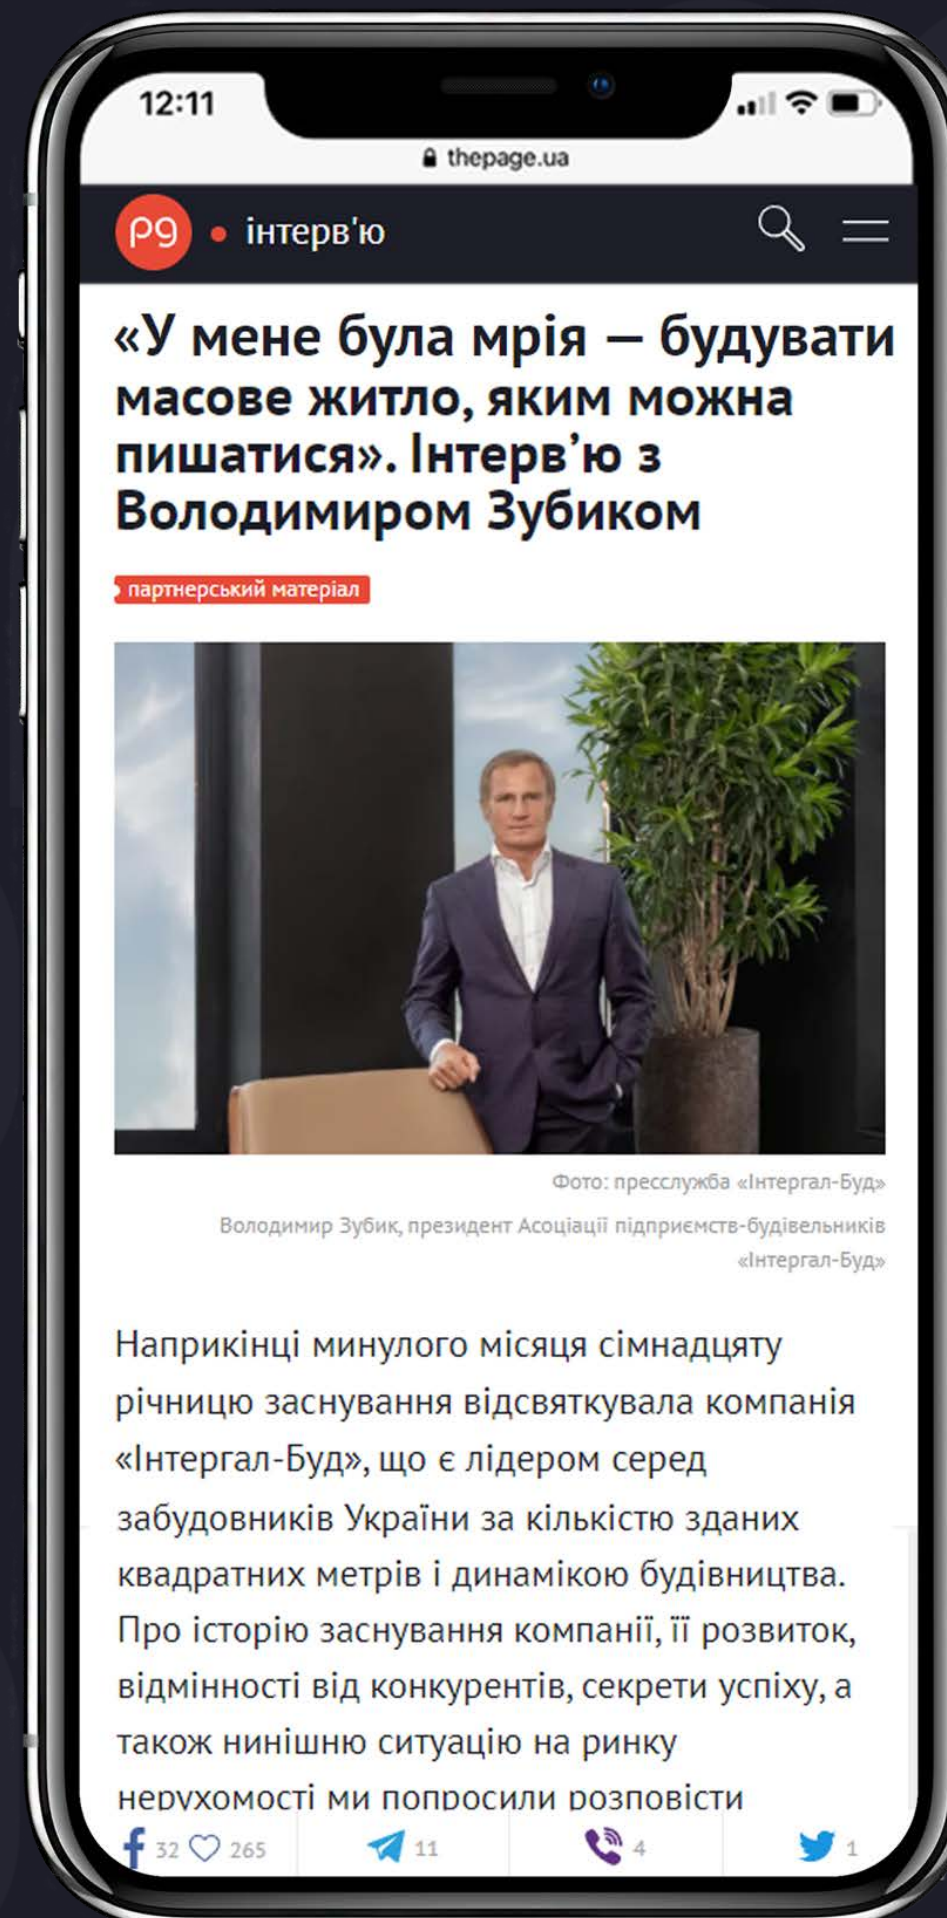 12:11
thepage.ua
P9 • інтерв'ю
«У мене була мрія — будувати
масове житло, яким можна
пишатися». Інтерв’ю з
Володимиром Зубиком
партнерський матеріал
Фото: пресслужба «Інтергал-Буд»
Володимир Зубик, президент Асоціації підприємств-будівельників
«Інтергал-Буд»
Наприкінці минулого місяця сімнадцяту
річницю заснування відсвяткувала компанія
«Інтергал-Буд», що є лідером серед
забудовників України за кількістю зданих
квадратних метрів і динамікою будівництва.
Про історію заснування компанії, її розвиток,
відмінності від конкурентів, секрети успіху, а
також нинішню ситуацію на ринку
нерухомості ми попросили розповісти
32 265 11 4 1